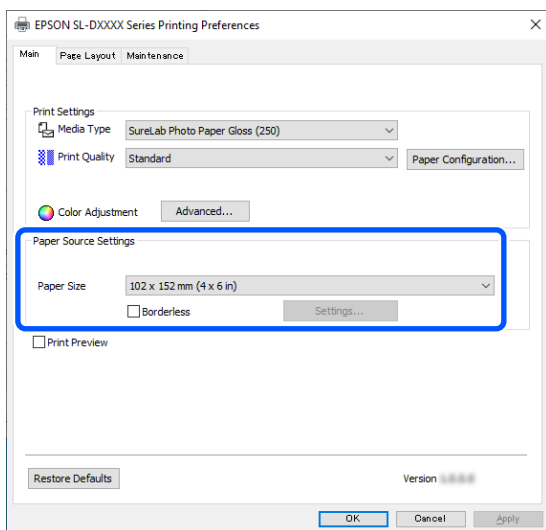 EPSON SL-DXXXX Series Printing Preferences
Main Page Layout Maintenance
Print Settings
Media Type SureLab Photo Paper Gloss (250)
Print Quality Standard Paper Configuration...
Color Adjustment Advanced...
Paper Source Settings
Paper Size 102 x 152 mm (4 x 6 in)
Borderless Settings...
Print Preview
Restore Defaults Version
OK Cancel Apply